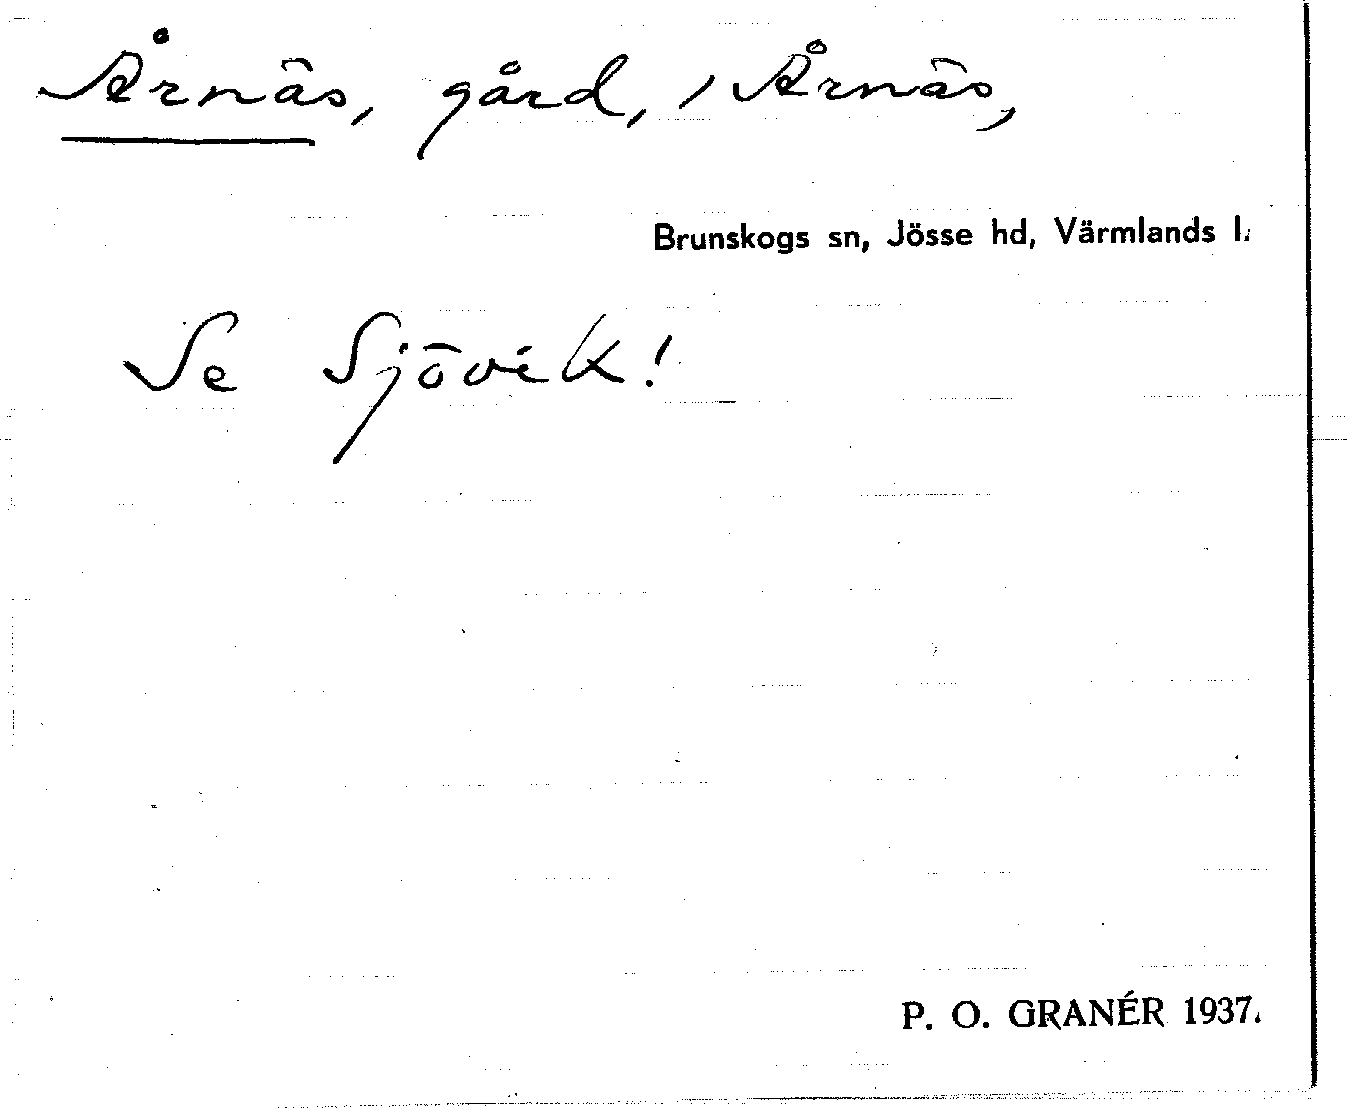 Årnäs, gård, i Årnäs,
Brunskogs sn, Jösse hd, Värmlands l.
Se Sjövik!
P. O. GRANÉR 1937.